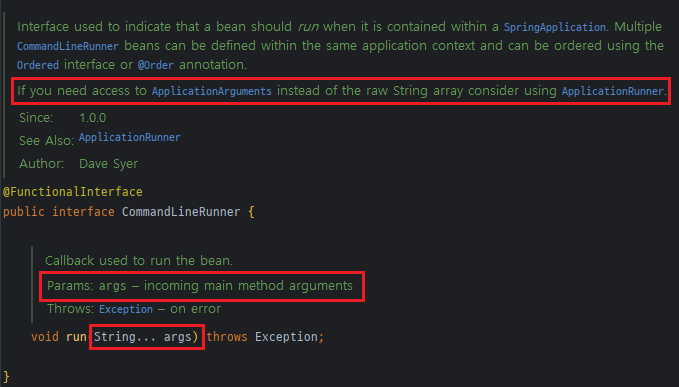 Interface used to indicate that a bean should run when it is contained within a SpringApplication. Multiple
CommandLineRunner beans can be defined within the same application context and can be ordered using the
Ordered interface or @Order annotation.
If you need access to ApplicationArguments instead of the raw String array consider using ApplicationRunner.
Since: 1.0.0
See Also: ApplicationRunner
Author: Dave Syer
@FunctionalInterface
public interface CommandLineRunner {
Callback used to run the bean.
Params: args – incoming main method arguments
Throws: Exception – on error
void run(String... args) throws Exception;
}